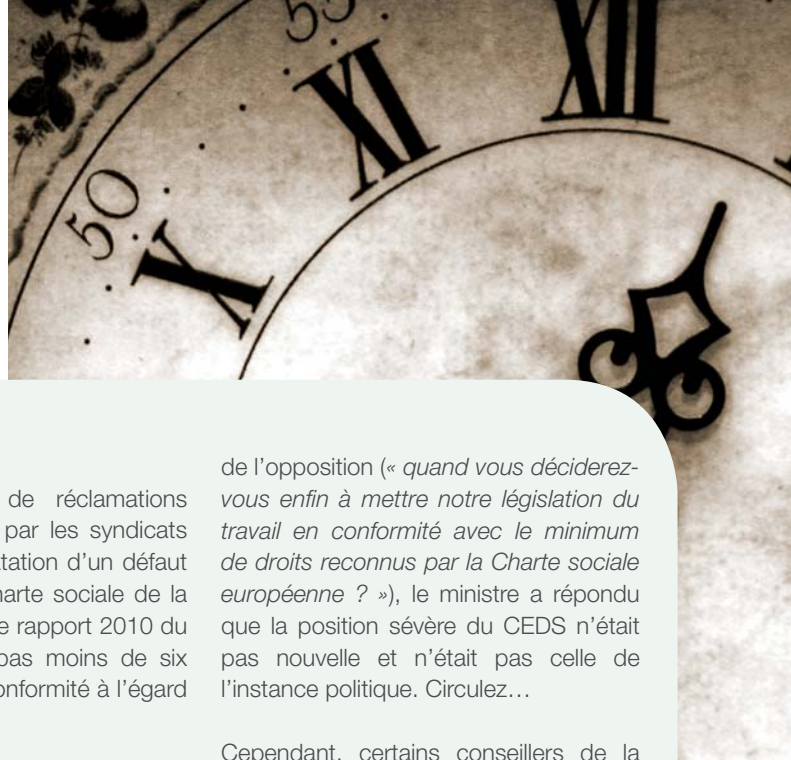 55
50
XII
XI
X
de réclamations
par les syndicats
d'un défaut
sociale de la
rapport 2010 du
pas moins de six
à l'égard
de l'opposition (« quand vous déciderez-
vous enfin à mettre notre législation du
travail en conformité avec le minimum
de droits reconnus par la Charte sociale
européenne ? »), le ministre a répondu
que la position sévère du CEDS n'était
pas nouvelle et n'était pas celle de
l'instance politique. Circulez…
Cependant, certains conseillers de la